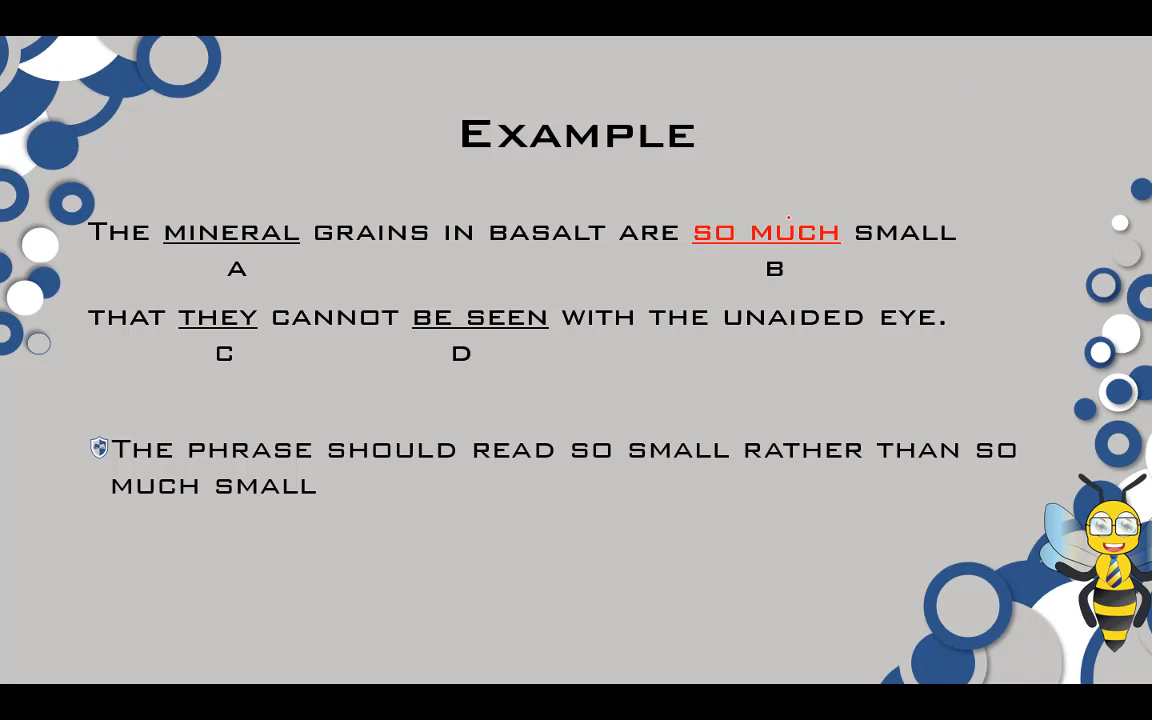 Example
The mineral grains in basalt are so much small
A B
that they cannot be seen with the unaided eye.
C D
The phrase should read so small rather than so
much small